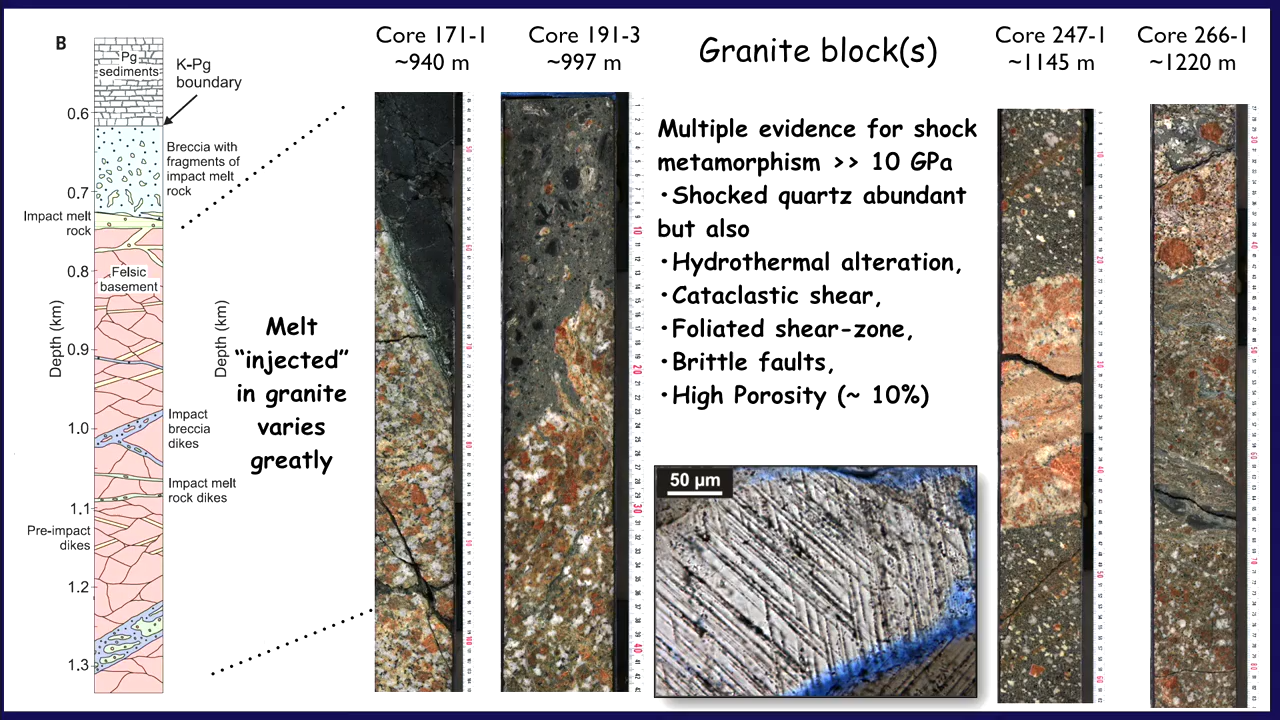 B
Core 171-1
~940 m
Core 191-3
~997 m
Granite block(s)
Core 247-1
~1145 m
Core 266-1
~1220 m
Pg
sediments
K-Pg
boundary
0.6
Breccia with
fragments of
impact melt
rock
0.7
Impact melt
rock
0.8
Felsic
basement
Depth (km)
Depth (km)
0.9
1.0
Impact
breccia
dikes
Impact melt
rock dikes
1.1
Pre-impact
dikes
1.2
1.3
Melt
“injected”
in granite
varies
greatly
Multiple evidence for shock
metamorphism >> 10 GPa
•Shocked quartz abundant
but also
•Hydrothermal alteration,
•Cataclastic shear,
•Foliated shear-zone,
•Brittle faults,
•High Porosity (~ 10%)
50 µm